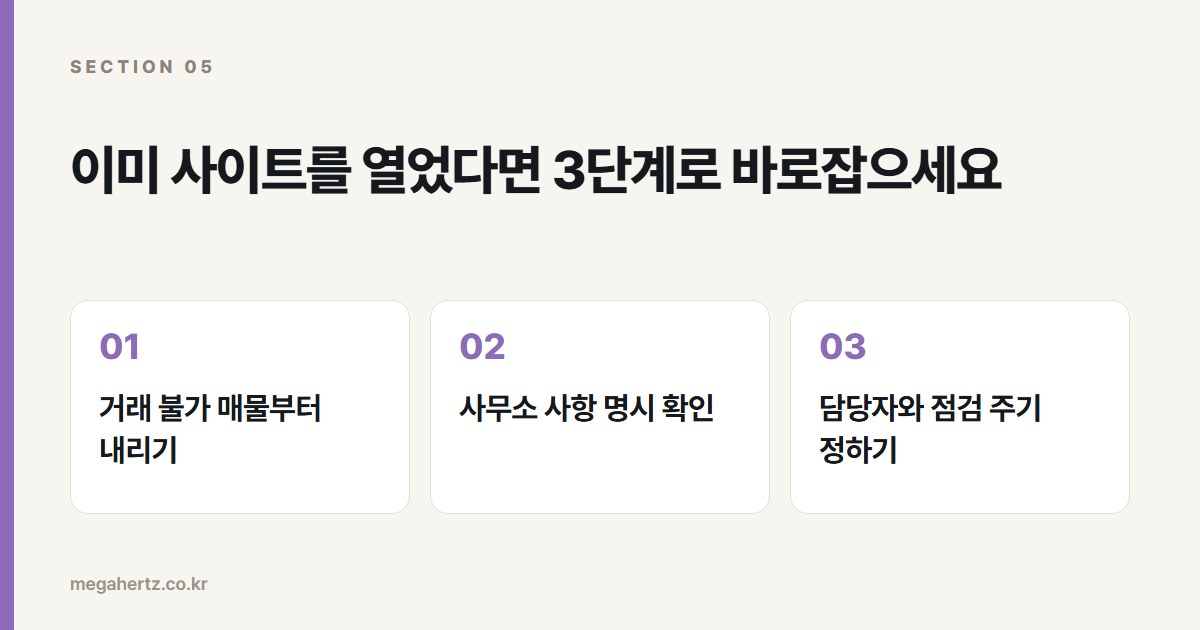 SECTION 05
이미 사이트를 열었다면 3단계로 바로잡으세요
01
거래 불가 매물부터
내리기
02
사무소 사항 명시 확인
03
담당자와 점검 주기
정하기
megahertz.co.kr